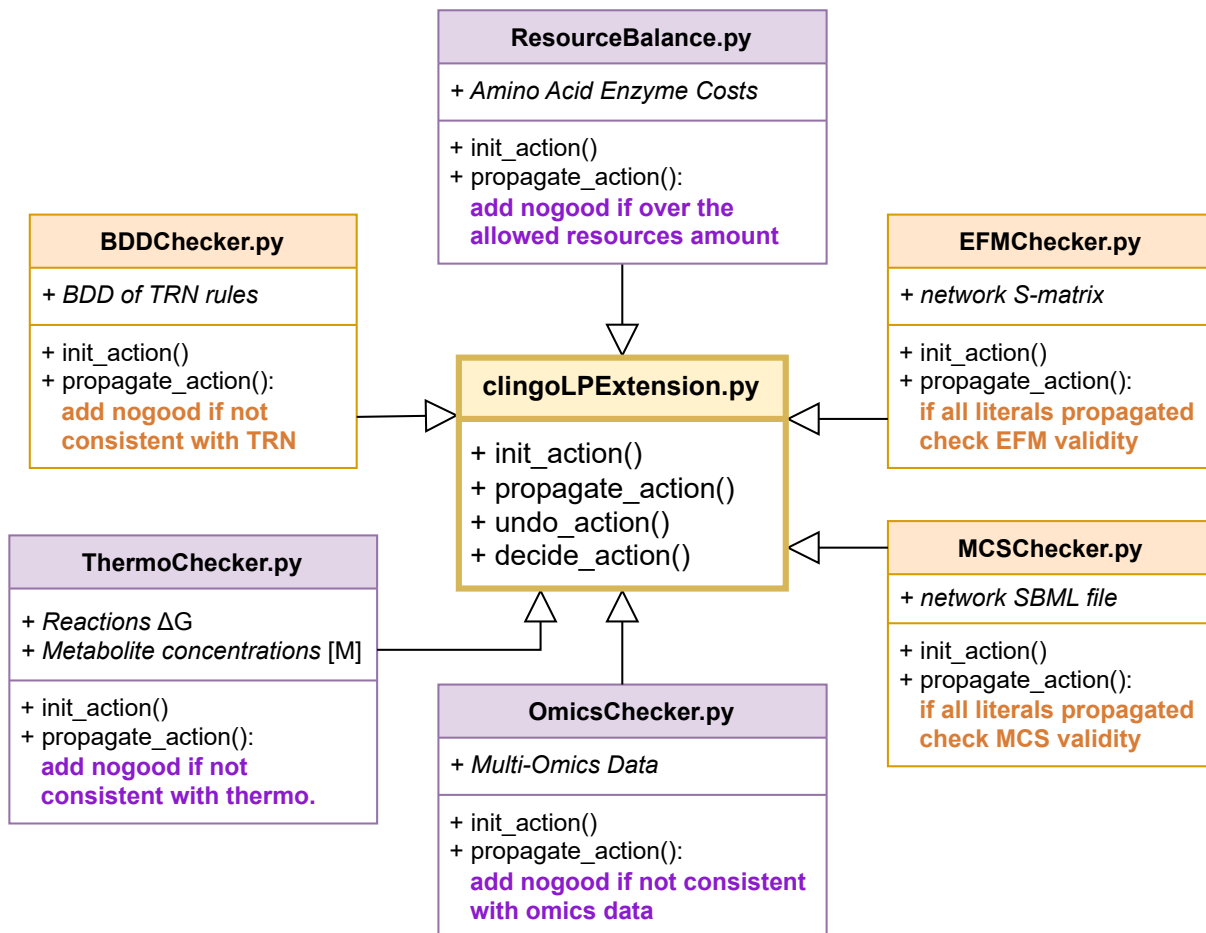 ResourceBalance.py
+ Amino Acid Enzyme Costs
+ init_action()
+ propagate_action():
add nogood if over the
allowed resources amount
BDDChecker.py
+ BDD of TRN rules
+ init_action()
+ propagate_action():
add nogood if not
consistent with TRN
clingoLPExtension.py
+ init_action()
+ propagate_action()
+ undo_action()
+ decide_action()
EFMChecker.py
+ network S-matrix
+ init_action()
+ propagate_action():
if all literals propagated
check EFM validity
ThermoChecker.py
+ Reactions ΔG
+ Metabolite concentrations [M]
+ init_action()
+ propagate_action():
add nogood if not
consistent with thermo.
OmicsChecker.py
+ Multi-Omics Data
+ init_action()
+ propagate_action():
add nogood if not consistent
with omics data
MCSChecker.py
+ network SBML file
+ init_action()
+ propagate_action():
if all literals propagated
check MCS validity